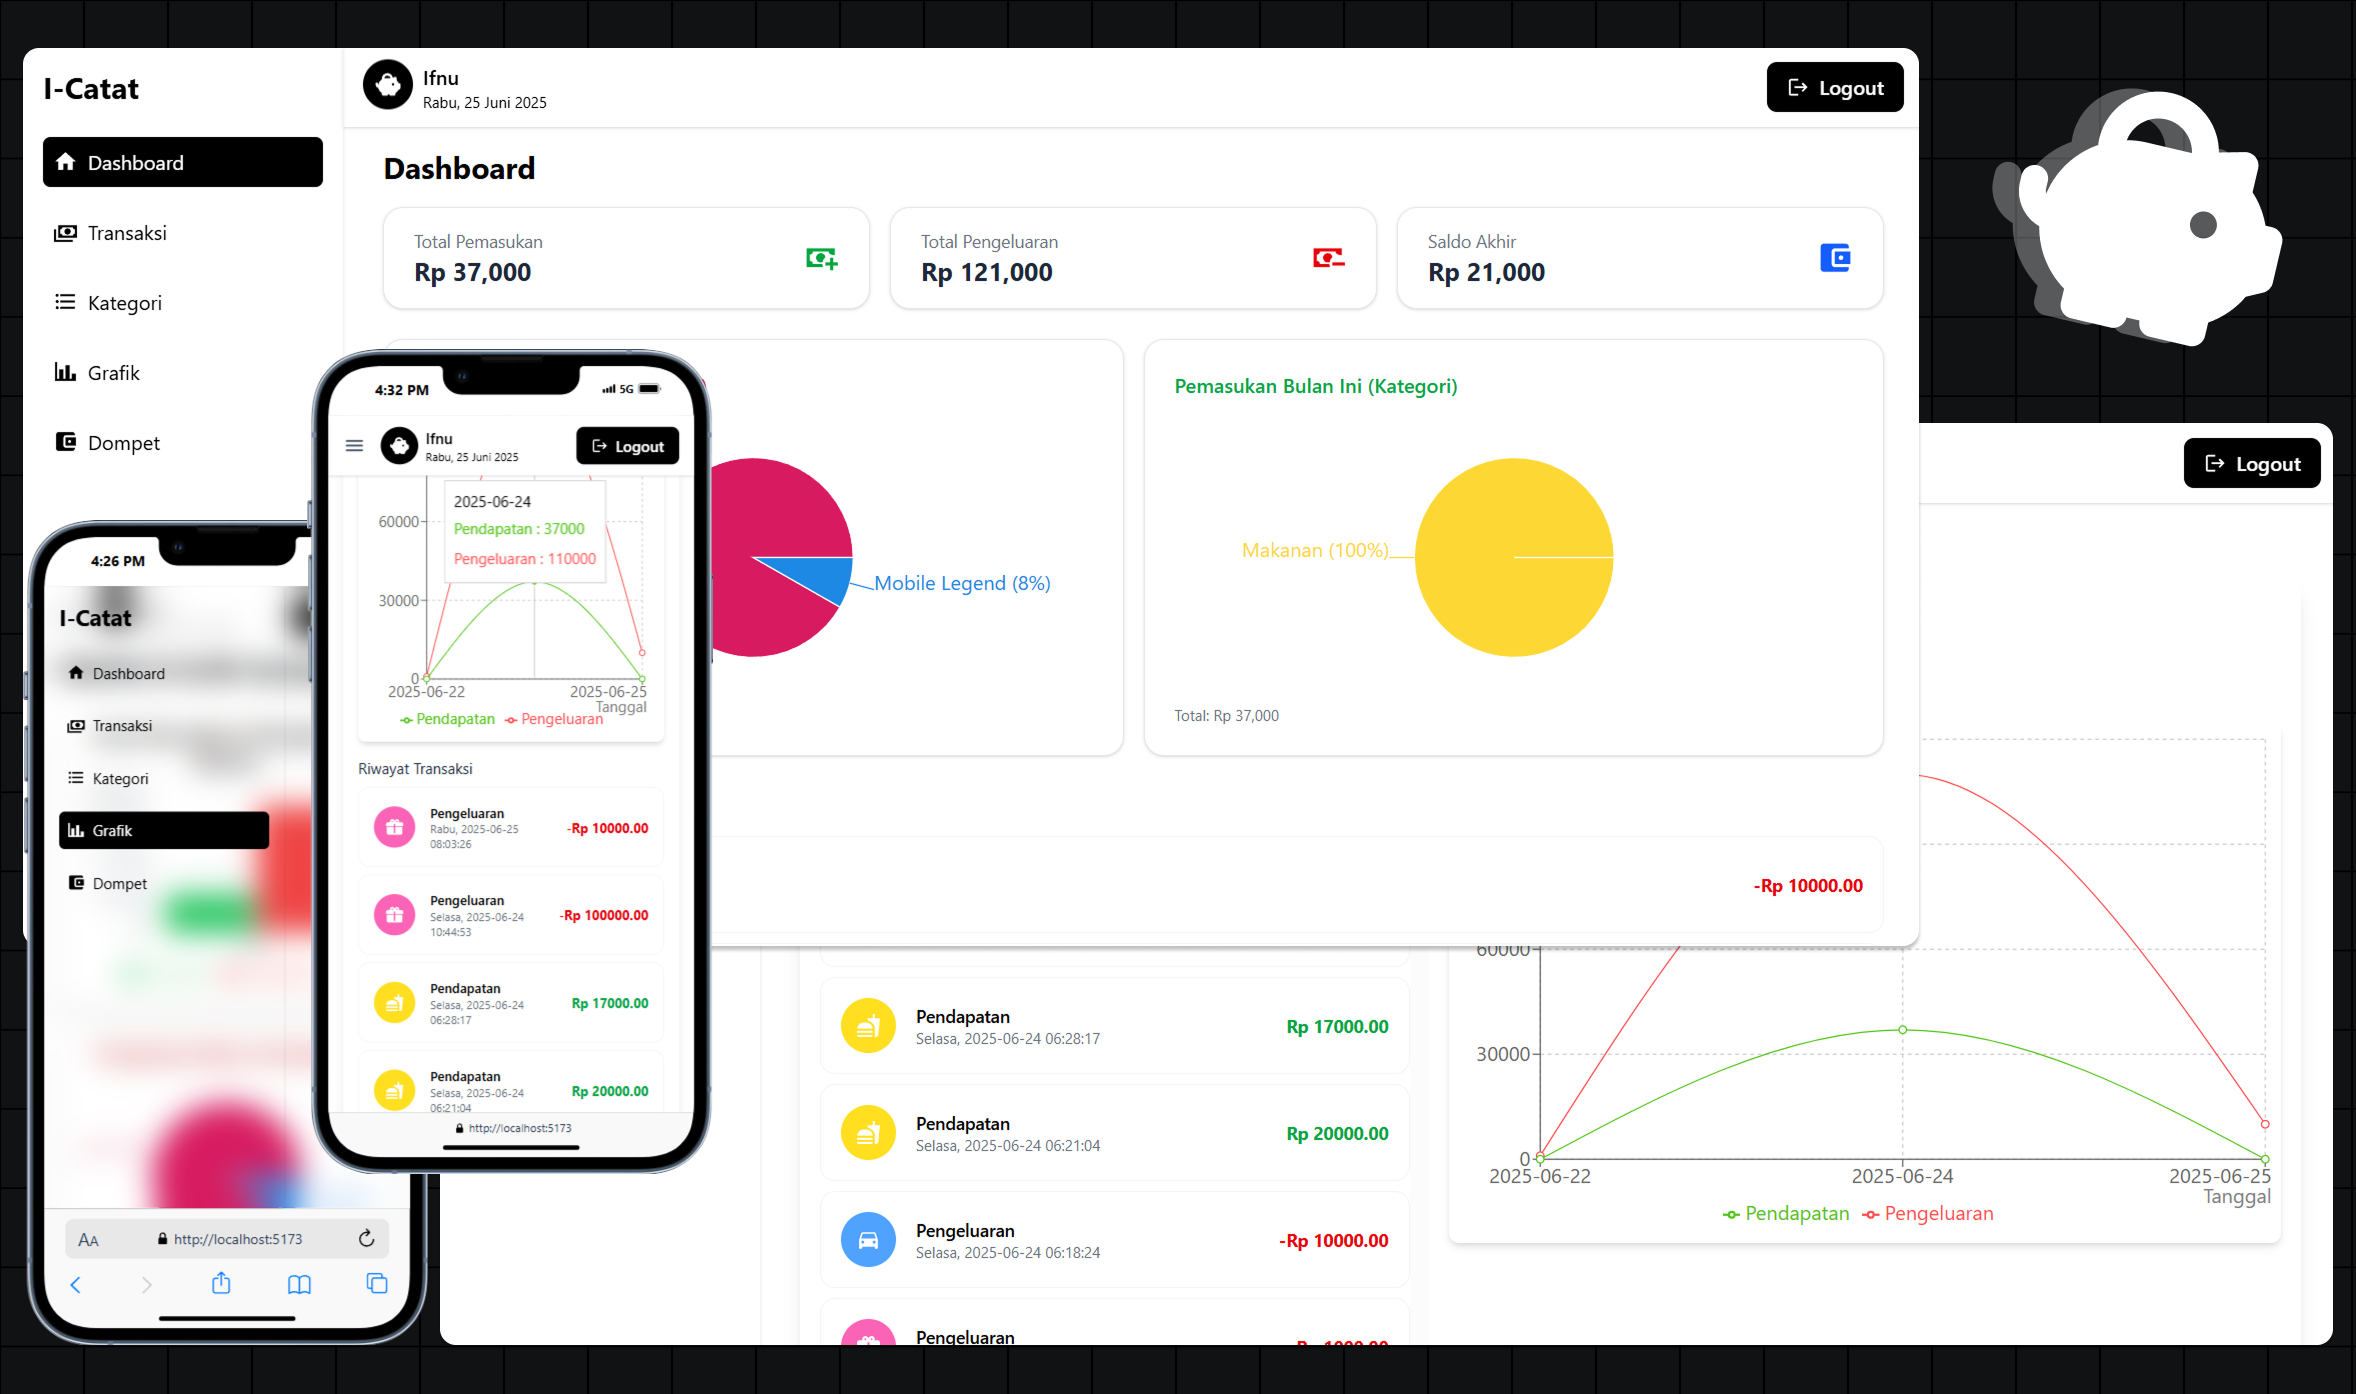 I-Catat
Dashboard
Transaksi
Kategori
Grafik
Dompet
Ifnu
Rabu, 25 Juni 2025
Logout
Dashboard
Total Pemasukan
Rp 37,000
Total Pengeluaran
Rp 121,000
Saldo Akhir
Rp 21,000
Mobile Legend (8%)
Pemasukan Bulan Ini (Kategori)
Makanan (100%)
Total: Rp 37,000
-Rp 10000.00
4:26 PM
I-Catat
Dashboard
Transaksi
Kategori
Grafik
Dompet
AA
http://localhost:5173
4:32 PM
5G
Ifnu
Rabu, 25 Juni 2025
Logout
2025-06-24
Pendapatan : 37000
Pengeluaran : 110000
60000
30000
0
2025-06-22
2025-06-25
Tanggal
Pendapatan
Pengeluaran
Riwayat Transaksi
Pengeluaran
Rabu, 2025-06-25
08:03:26
-Rp 10000.00
Pengeluaran
Selasa, 2025-06-24
10:44:53
-Rp 100000.00
Pendapatan
Selasa, 2025-06-24
06:28:17
Rp 17000.00
Pendapatan
Selasa, 2025-06-24
06:21:04
Rp 20000.00
http://localhost:5173
Logout
Pendapatan
Selasa, 2025-06-24 06:28:17
Rp 17000.00
Pendapatan
Selasa, 2025-06-24 06:21:04
Rp 20000.00
Pengeluaran
Selasa, 2025-06-24 06:18:24
-Rp 10000.00
Pengeluaran
60000
30000
0
2025-06-22
2025-06-24
2025-06-25
Tanggal
Pendapatan
Pengeluaran